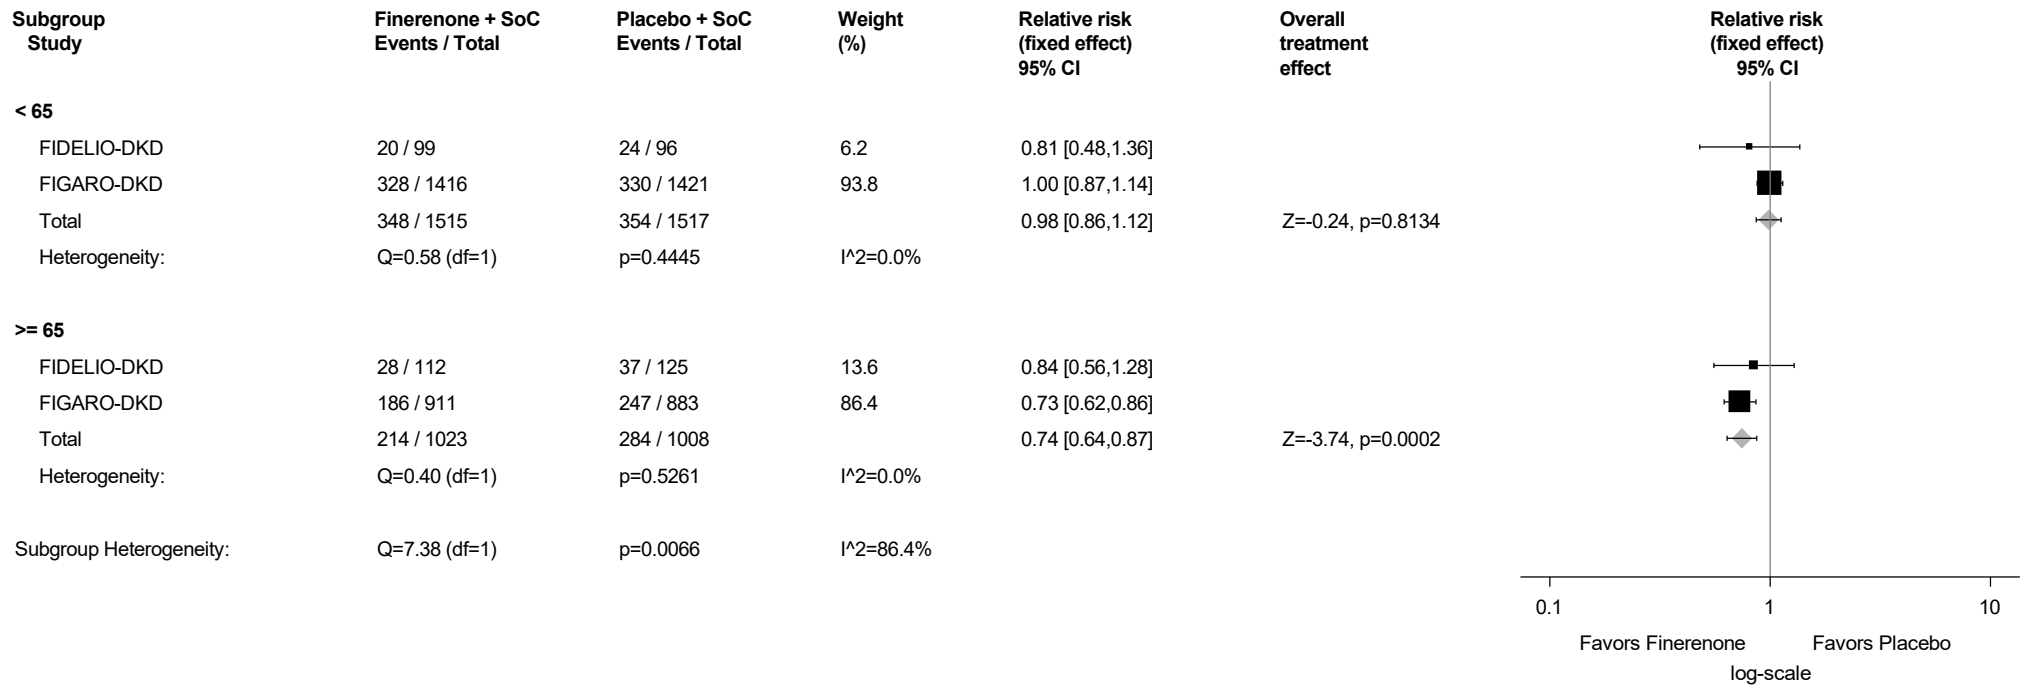 Subgroup Finerenone + SoC Placebo + SoC Weight Relative risk Overall Relative risk
Study Events / Total Events / Total (%) (fixed effect) treatment (fixed effect)
95% CI effect 95% CI
< 65
FIDELIO-DKD 20 / 99 24 / 96 6.2 0.81 [0.48,1.36]
FIGARO-DKD 328 / 1416 330 / 1421 93.8 1.00 [0.87,1.14]
Total 348 / 1515 354 / 1517 0.98 [0.86,1.12] Z=-0.24, p=0.8134
Heterogeneity: Q=0.58 (df=1) p=0.4445 I^2=0.0%
>= 65
FIDELIO-DKD 28 / 112 37 / 125 13.6 0.84 [0.56,1.28]
FIGARO-DKD 186 / 911 247 / 883 86.4 0.73 [0.62,0.86]
Total 214 / 1023 284 / 1008 0.74 [0.64,0.87] Z=-3.74, p=0.0002
Heterogeneity: Q=0.40 (df=1) p=0.5261 I^2=0.0%
Subgroup Heterogeneity: Q=7.38 (df=1) p=0.0066 I^2=86.4%
0.1 1 10
Favors Finerenone Favors Placebo
log-scale